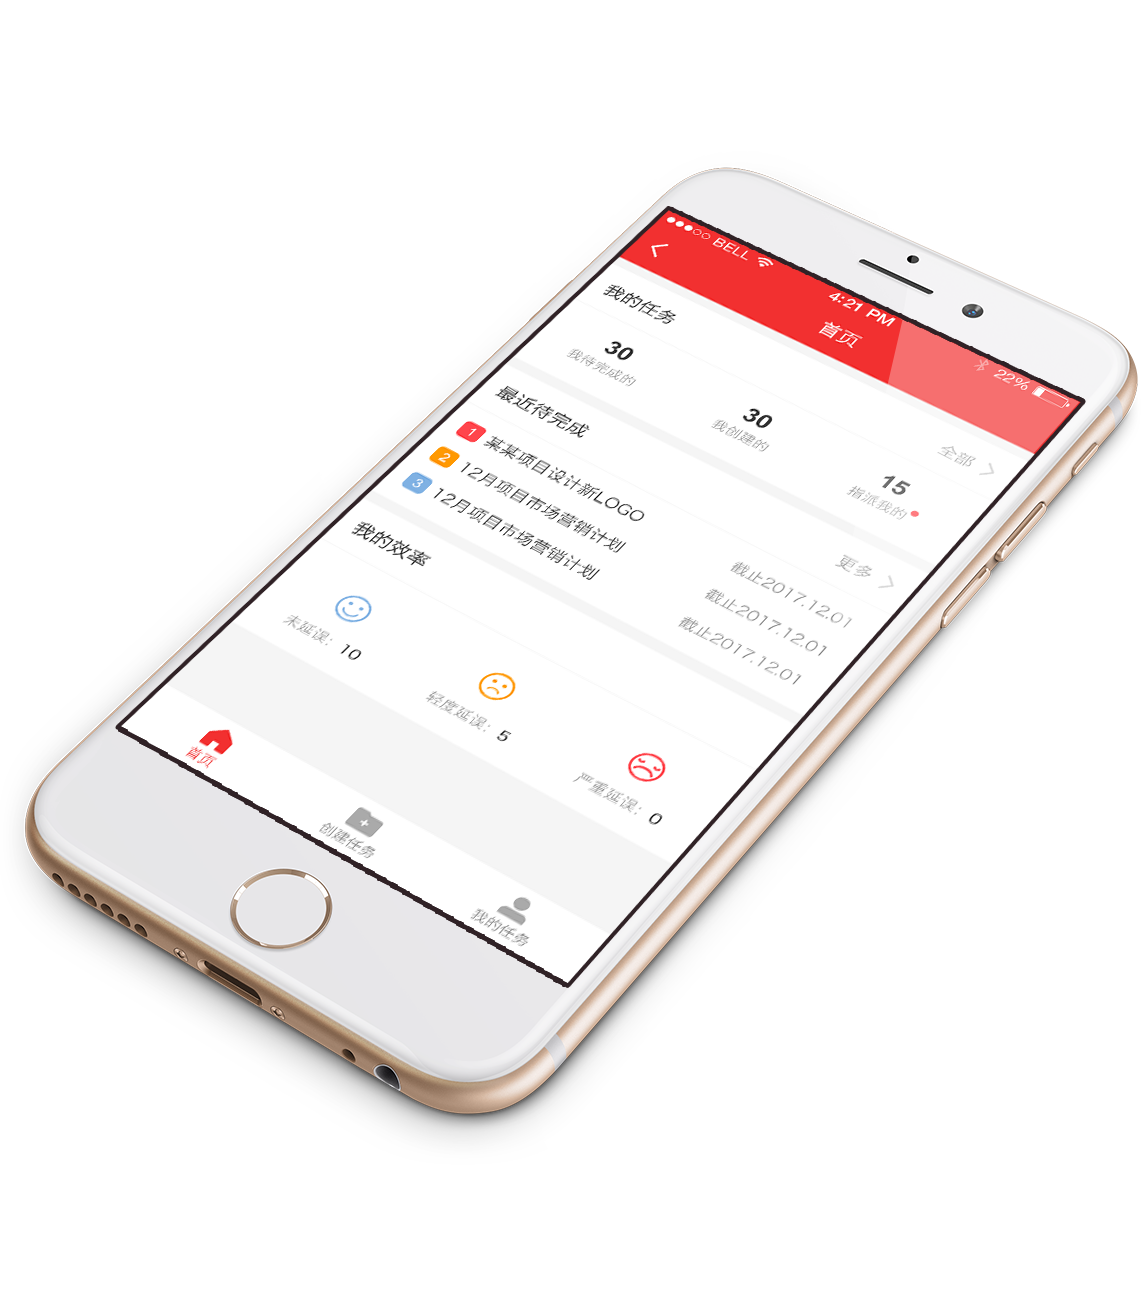 BELL 4:21 PM 22%
首页
我的任务 全部
30 30 15
我待完成的 我创建的 指派我的
最近待完成 更多
1 某某项目设计新LOGO 截止2017.12.01
2 12月项目市场营销计划 截止2017.12.01
3 12月项目市场营销计划 截止2017.12.01
我的效率
未延误: 10 轻度延误: 5 严重延误: 0
首页 创建任务 我的任务